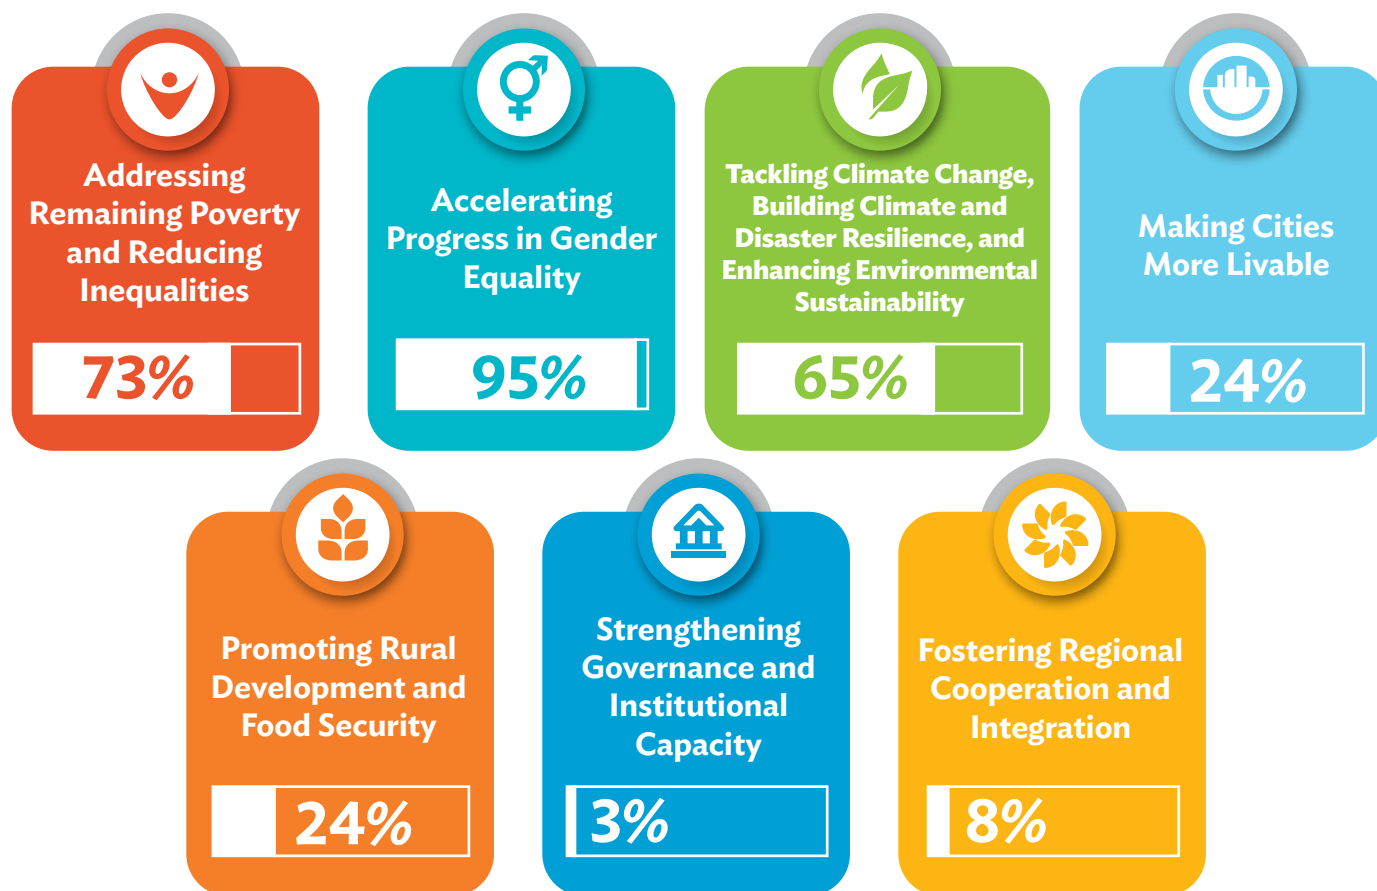 Addressing
Remaining Poverty
and Reducing
Inequalities
73%
Accelerating
Progress in Gender
Equality
95%
Tackling Climate Change,
Building Climate and
Disaster Resilience, and
Enhancing Environmental
Sustainability
65%
Making Cities
More Livable
24%
Promoting Rural
Development and
Food Security
24%
Strengthening
Governance and
Institutional
Capacity
3%
Fostering Regional
Cooperation and
Integration
8%